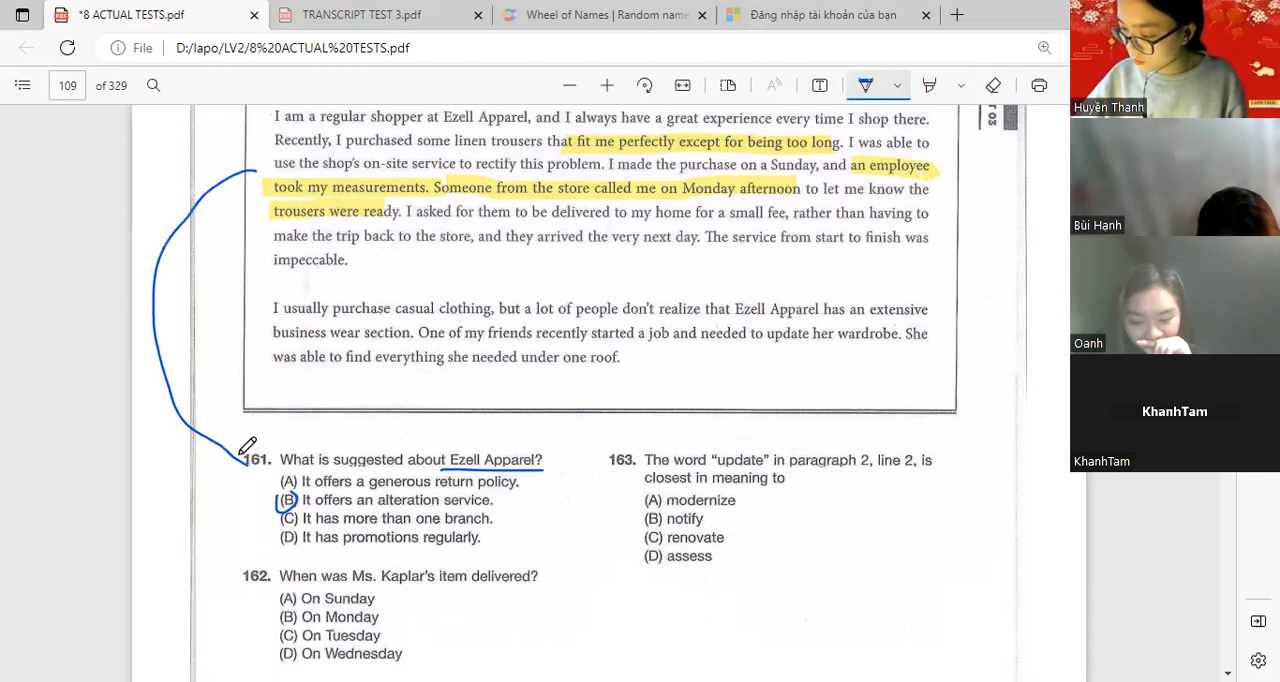 *8 ACTUAL TESTS.pdf
TRANSCRIPT TEST 3.pdf
Wheel of Names | Random name
Đăng nhập tài khoản của bạn
File
D:/lapo/LV2/8%20ACTUAL%20TESTS.pdf
109 of 329
I am a regular shopper at Ezell Apparel, and I always have a great experience every time I shop there.
Recently, I purchased some linen trousers that fit me perfectly except for being too long. I was able to
use the shop's on-site service to rectify this problem. I made the purchase on a Sunday, and an employee
took my measurements. Someone from the store called me on Monday afternoon to let me know the
trousers were ready. I asked for them to be delivered to my home for a small fee, rather than having to
make the trip back to the store, and they arrived the very next day. The service from start to finish was
impeccable.
I usually purchase casual clothing, but a lot of people don't realize that Ezell Apparel has an extensive
business wear section. One of my friends recently started a job and needed to update her wardrobe. She
was able to find everything she needed under one roof.
161. What is suggested about Ezell Apparel?
(A) It offers a generous return policy.
(B) It offers an alteration service.
(C) It has more than one branch.
(D) It has promotions regularly.
162. When was Ms. Kaplar's item delivered?
(A) On Sunday
(B) On Monday
(C) On Tuesday
(D) On Wednesday
163. The word "update" in paragraph 2, line 2, is
closest in meaning to
(A) modernize
(B) notify
(C) renovate
(D) assess
Huyền Thanh
Bùi Hạnh
Oanh
KhanhTam
KhanhTam